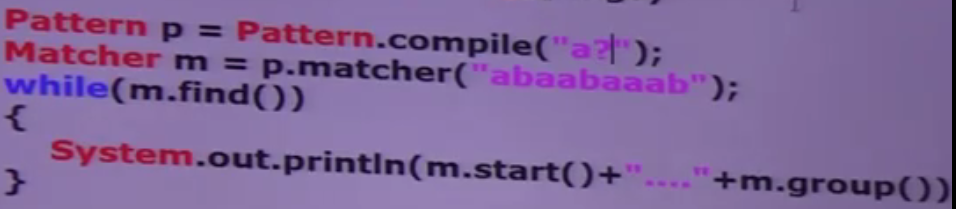 Pattern p = Pattern.compile("a?");
Matcher m = p.matcher("abaabaaab");
while(m.find())
{
System.out.println(m.start()+"...."+m.group())
}